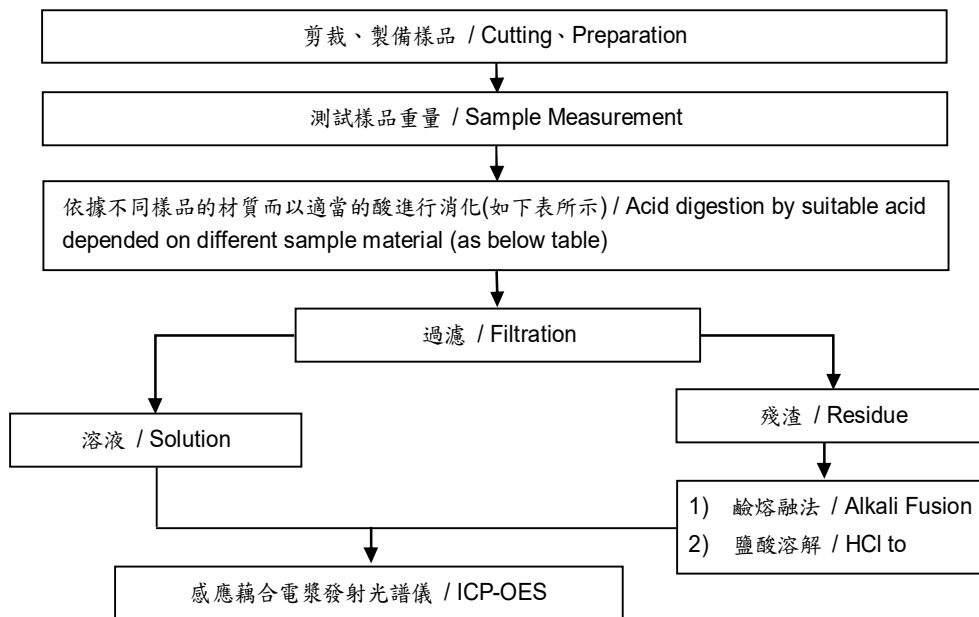 剪裁、製備樣品 / Cutting、Preparation
測試樣品重量 / Sample Measurement
依據不同樣品的材質而以適當的酸進行消化(如下表所示) / Acid digestion by suitable acid
depended on different sample material (as below table)
過濾 / Filtration
溶液 / Solution
殘渣 / Residue
1) 鹼熔融法 / Alkali Fusion
2) 鹽酸溶解 / HCl to
感應藕合電漿發射光譜儀 / ICP-OES